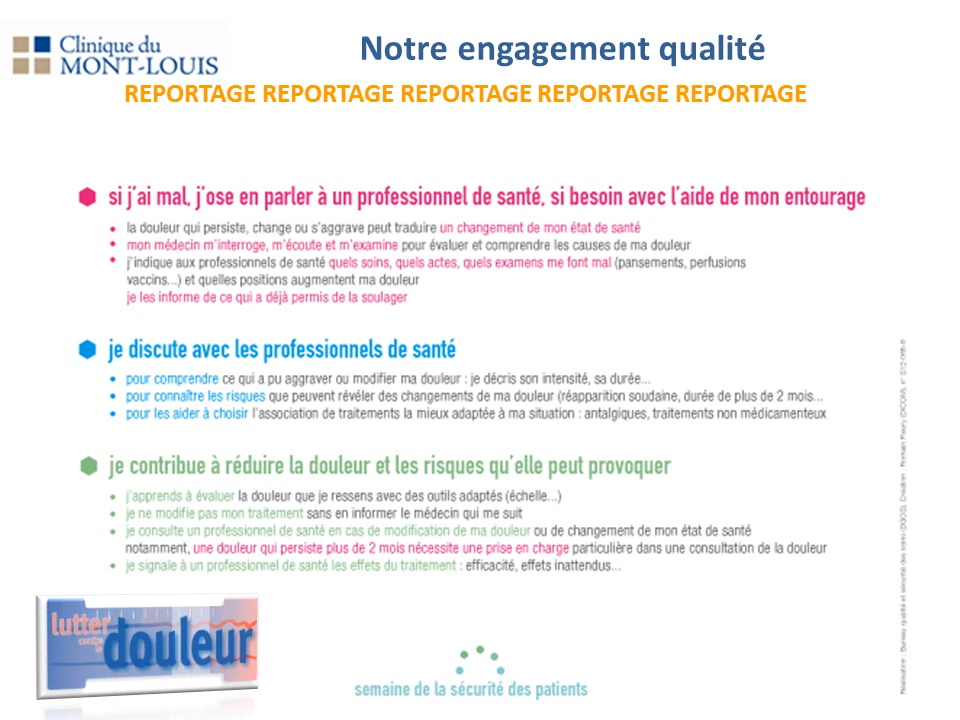 Clinique du
MONT-LOUIS
Notre engagement qualité
REPORTAGE REPORTAGE REPORTAGE REPORTAGE REPORTAGE
si j'ai mal, j'ose en parler à un professionnel de santé, si besoin avec l'aide de mon entourage
la douleur qui persiste, change ou s'aggrave peut traduire un changement de mon état de santé
mon médecin m'interroge, m'écoute et m'examine pour évaluer et comprendre les causes de ma douleur
j'indique aux professionnels de santé quels soins, quels actes, quels examens me font mal (pansements, perfusions
vaccins...) et quelles positions augmentent ma douleur
je les informe de ce qui a déjà permis de la soulager
je discute avec les professionnels de santé
pour comprendre ce qui a pu aggraver ou modifier ma douleur : je décris son intensité, sa durée...
pour connaître les risques que peuvent révéler des changements de ma douleur (réapparition soudaine, durée de plus de 2 mois...
pour les aider à choisir l'association de traitements la mieux adaptée à ma situation : antalgiques, traitements non médicamenteux
je contribue à réduire la douleur et les risques qu'elle peut provoquer
j'apprends à évaluer la douleur que je ressens avec des outils adaptés (échelle...)
je ne modifie pas mon traitement sans en informer le médecin qui me suit
je consulte un professionnel de santé en cas de modification de ma douleur ou de changement de mon état de santé
notamment, une douleur qui persiste plus de 2 mois nécessite une prise en charge particulière dans une consultation de la douleur
je signale à un professionnel de santé les effets du traitement : efficacité, effets inattendus...
lutter
contre la
douleur
semaine de la sécurité des patients
Réalisation : Bureau qualité et sécurité des soins (DGOS), Création : Romain Fleury (DICOM),